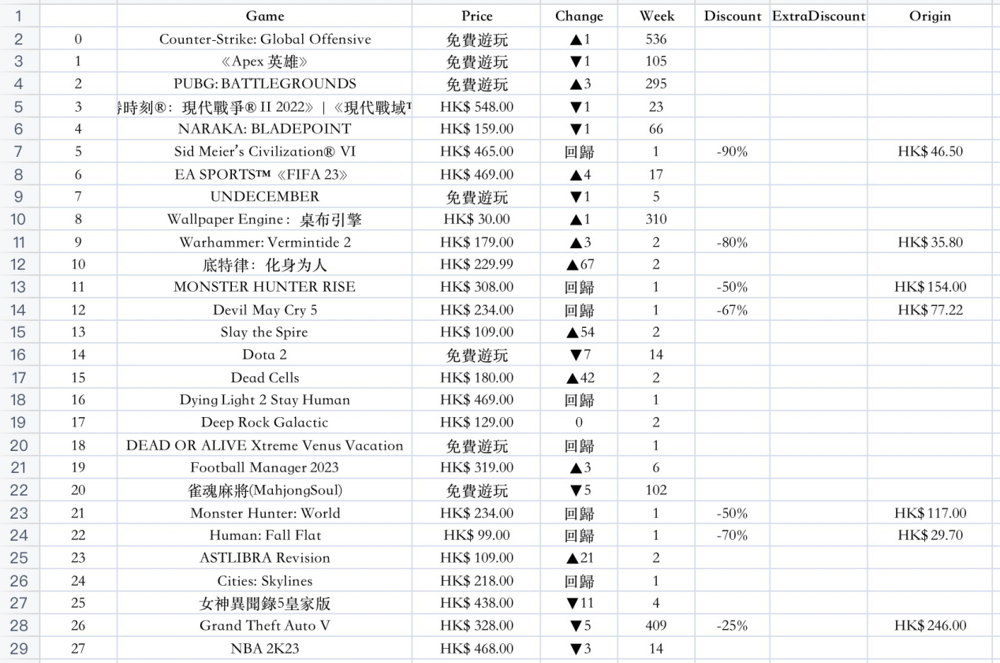 1 Game Price Change Week Discount ExtraDiscount Origin
2 0 Counter-Strike: Global Offensive 免費遊玩 ▲1 536
3 1 《Apex 英雄》 免費遊玩 ▼1 105
4 2 PUBG: BATTLEGROUNDS 免費遊玩 ▲3 295
5 3 時刻®：現代戰爭® II 2022》 | 《現代戰域 HK$ 548.00 ▼1 23
6 4 NARAKA: BLADEPOINT HK$ 159.00 ▼1 66
7 5 Sid Meier’s Civilization® VI HK$ 465.00 回歸 1 -90% HK$ 46.50
8 6 EA SPORTS™ 《FIFA 23》 HK$ 469.00 ▲4 17
9 7 UNDECEMBER 免費遊玩 ▼1 5
10 8 Wallpaper Engine：桌布引擎 HK$ 30.00 ▲1 310
11 9 Warhammer: Vermintide 2 HK$ 179.00 ▲3 2 -80% HK$ 35.80
12 10 底特律：化身为人 HK$ 229.99 ▲67 2
13 11 MONSTER HUNTER RISE HK$ 308.00 回歸 1 -50% HK$ 154.00
14 12 Devil May Cry 5 HK$ 234.00 回歸 1 -67% HK$ 77.22
15 13 Slay the Spire HK$ 109.00 ▲54 2
16 14 Dota 2 免費遊玩 ▼7 14
17 15 Dead Cells HK$ 180.00 ▲42 2
18 16 Dying Light 2 Stay Human HK$ 469.00 回歸 1
19 17 Deep Rock Galactic HK$ 129.00 0 2
20 18 DEAD OR ALIVE Xtreme Venus Vacation 免費遊玩 回歸 1
21 19 Football Manager 2023 HK$ 319.00 ▲3 6
22 20 雀魂麻將(MahjongSoul) 免費遊玩 ▼5 102
23 21 Monster Hunter: World HK$ 234.00 回歸 1 -50% HK$ 117.00
24 22 Human: Fall Flat HK$ 99.00 回歸 1 -70% HK$ 29.70
25 23 ASTLIBRA Revision HK$ 109.00 ▲21 2
26 24 Cities: Skylines HK$ 218.00 回歸 1
27 25 女神異聞錄5皇家版 HK$ 438.00 ▼11 4
28 26 Grand Theft Auto V HK$ 328.00 ▼5 409 -25% HK$ 246.00
29 27 NBA 2K23 HK$ 468.00 ▼3 14